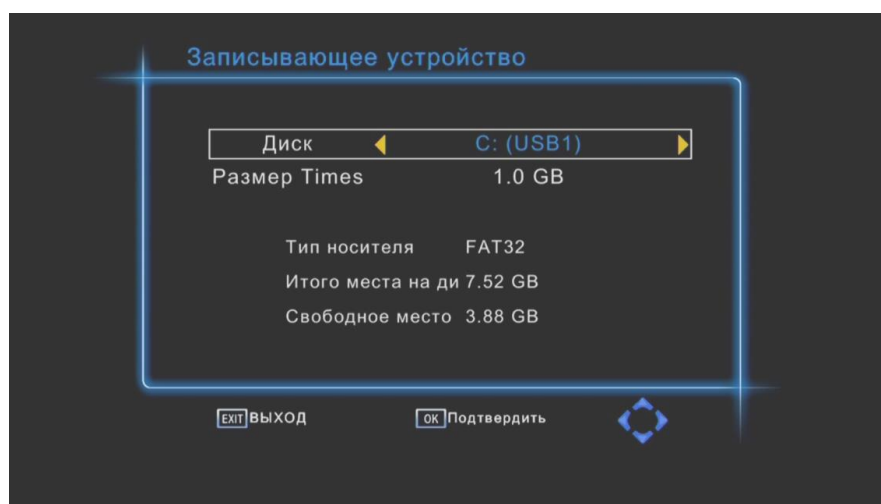 Записывающее устройство
Диск C: (USB1)
Размер Times 1.0 GB
Тип носителя FAT32
Итого места на ди 7.52 GB
Свободное место 3.88 GB
EXIT ВЫХОД OK Подтвердить